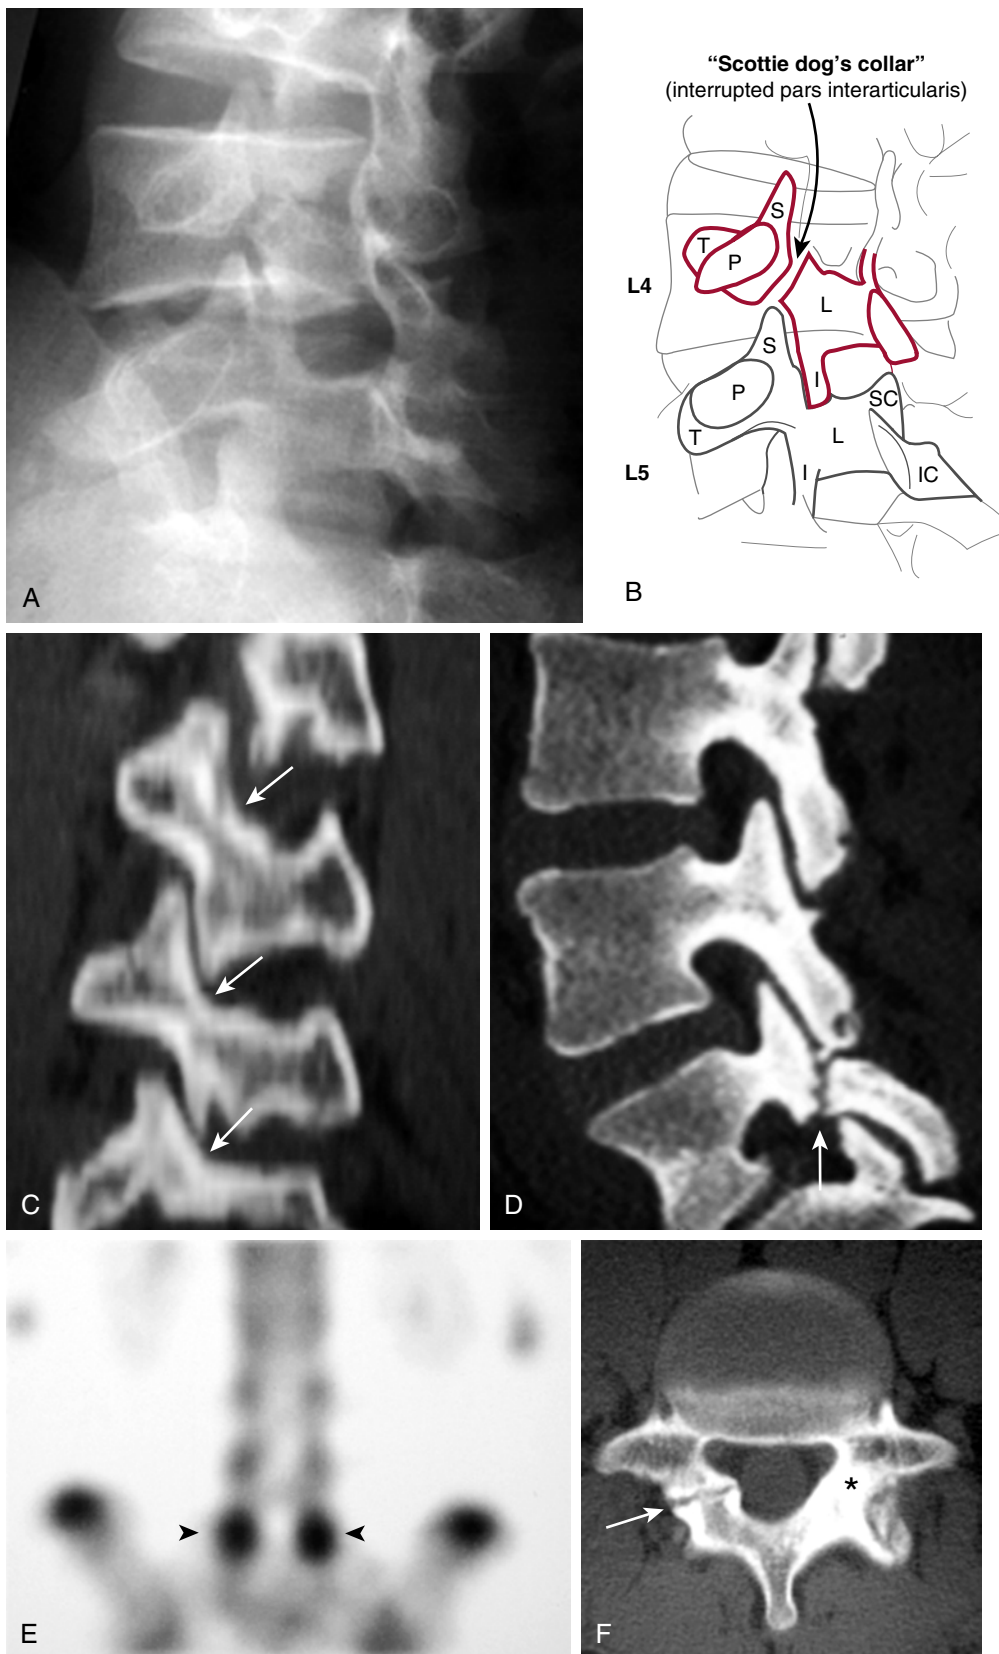 “Scottie dog’s collar”
(interrupted pars interarticularis)
S
T
P
L4
L
S
I
P
SC
T
L
L5
I
IC
A
B
C
D
E
*
F